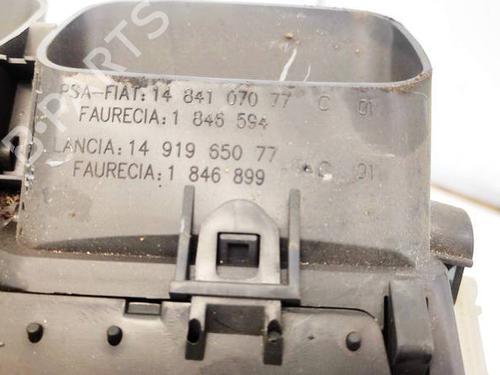 B-PARTS
PSA-FIAT: 14 841 070 77 C 01
FAURECIA: 1 846 594
LANCIA: 14 919 650 77 C 01
FAURECIA: 1 846 899